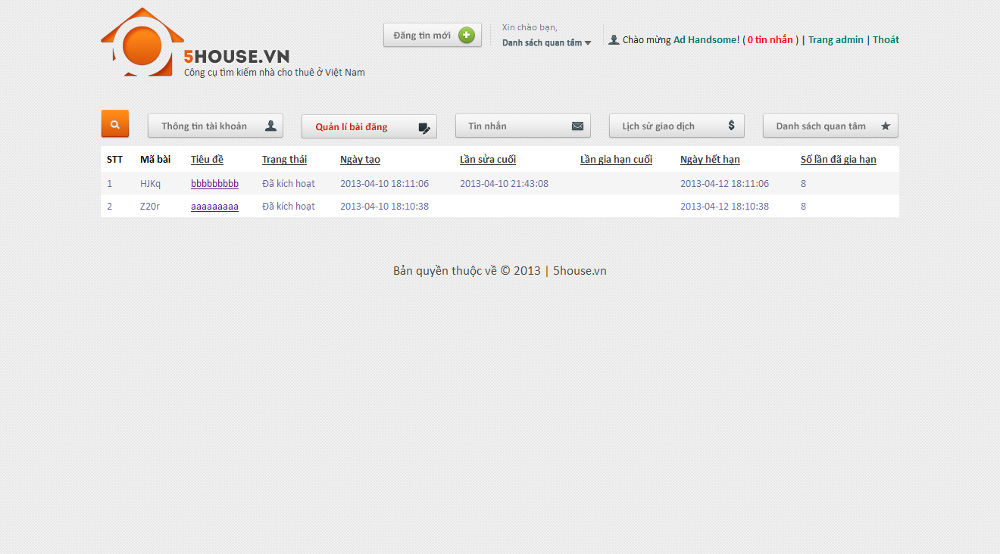 5HOUSE.VN
Công cụ tìm kiếm nhà cho thuê ở Việt Nam
Đăng tin mới
Xin chào bạn,
Danh sách quan tâm
Chào mừng Ad Handsome! ( 0 tin nhắn ) | Trang admin | Thoát
Thông tin tài khoản
Quản lí bài đăng
Tin nhắn
Lịch sử giao dịch
Danh sách quan tâm
STT Mã bài Tiêu đề Trạng thái Ngày tạo Lần sửa cuối Lần gia hạn cuối Ngày hết hạn Số lần đã gia hạn
1 HJKq bbbbbbbbb Đã kích hoạt 2013-04-10 18:11:06 2013-04-10 21:43:08 2013-04-12 18:11:06 8
2 Z20r aaaaaaaaa Đã kích hoạt 2013-04-10 18:10:38 2013-04-12 18:10:38 8
Bản quyền thuộc về © 2013 | 5house.vn